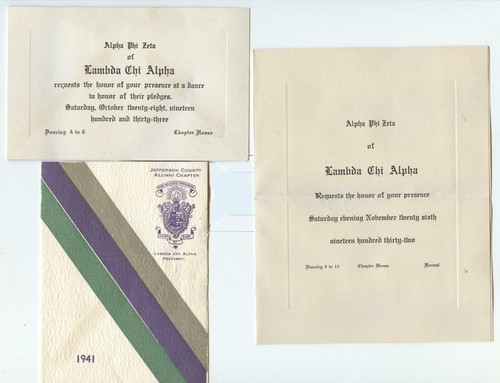 Alpha Phi Zeta
of
Lambda Chi Alpha
requests the honor of your presence at a dance
in honor of their pledges.
Saturday, October twenty-eight, nineteen
hundred and thirty-three
Dancing 4 to 6 Chapter House
JEFFERSON COUNTY
ALUMNI CHAPTER
LAMBDA CHI ALPHA
FRATERNITY
1941
Alpha Phi Zeta
of
Lambda Chi Alpha
Requests the honor of your presence
Saturday evening November twenty sixth
nineteen hundred thirty-two
Dancing 9 to 12 Chapter House Formal